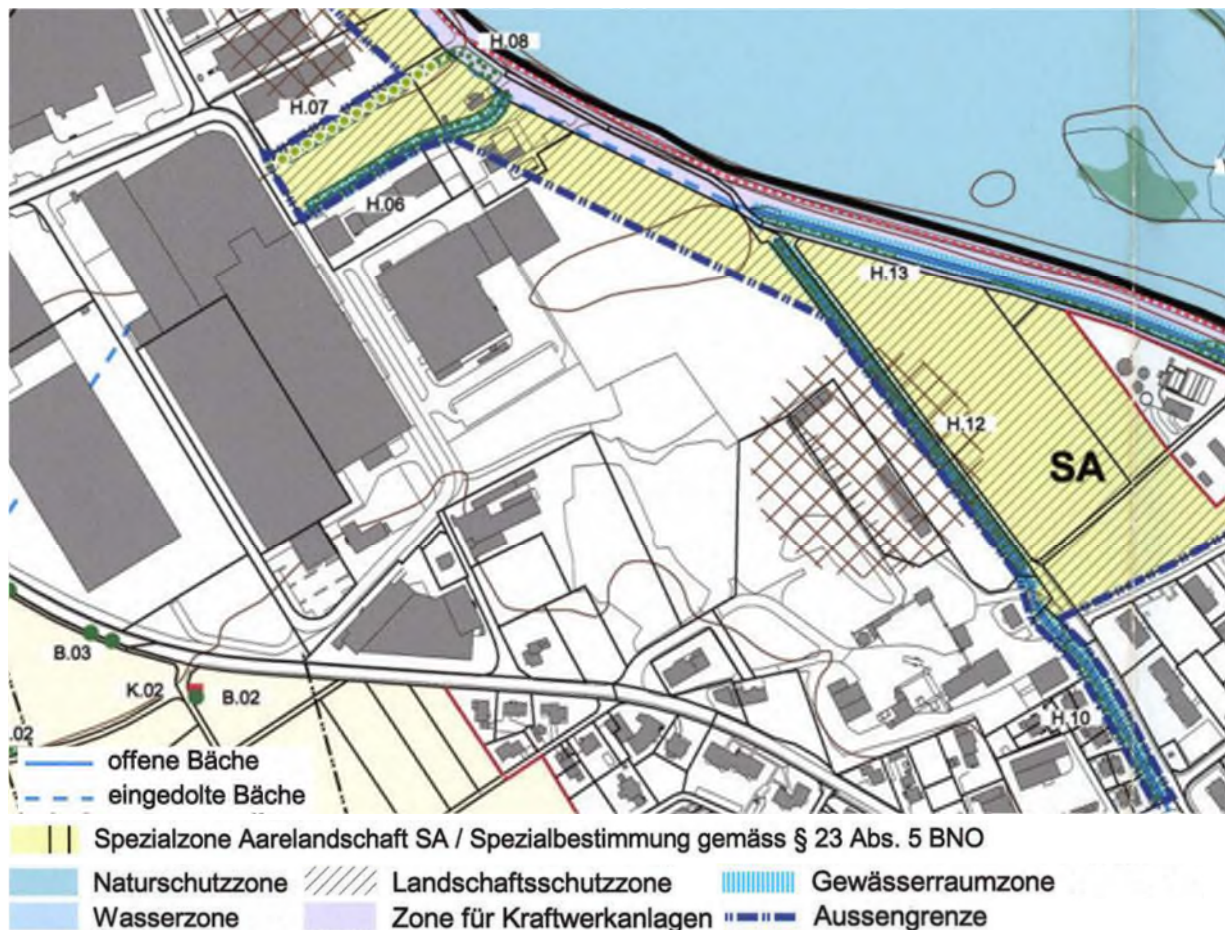 H.08
H.07
H.06
H.13
H.12
SA
B.03
K.02
B.02
.02
H.10
offene Bäche
eingedolte Bäche
Spezialzone Aarelandschaft SA / Spezialbestimmung gemäss § 23 Abs. 5 BNO
Naturschutzzone Landschaftsschutzzone Gewässerraumzone
Wasserzone Zone für Kraftwerkanlagen Aussengrenze